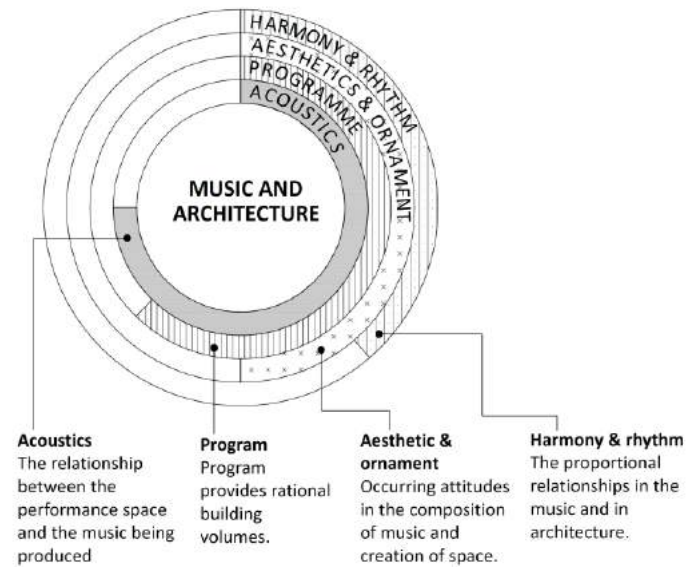 HARMONY & RHYTHM
AESTHETICS & ORNAMENT
PROGRAMME
ACOUSTICS
MUSIC AND
ARCHITECTURE
Acoustics
The relationship
between the
performance space
and the music being
produced
Program
Program
provides rational
building
volumes.
Aesthetic &
ornament
Occurring attitudes
in the composition
of music and
creation of space.
Harmony & rhythm
The proportional
relationships in the
music and in
architecture.